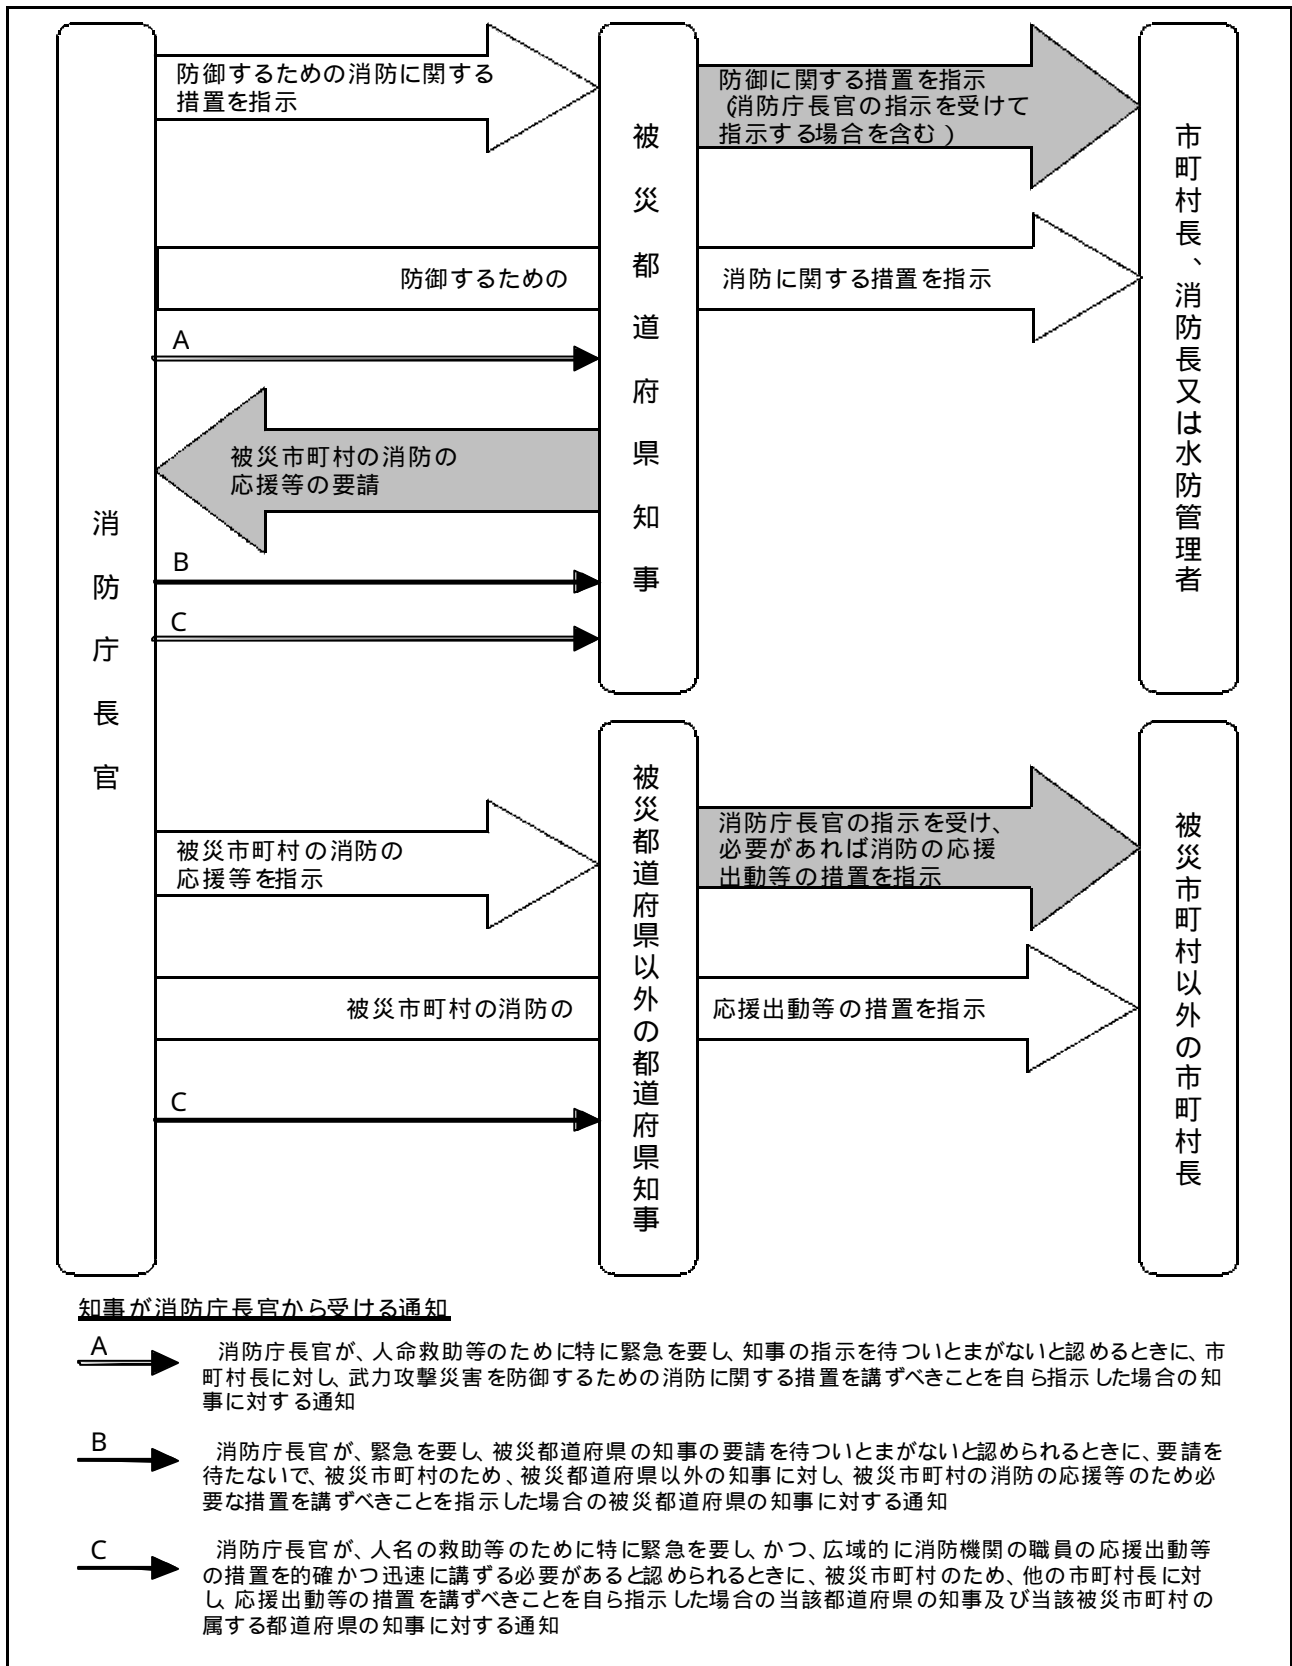 消防庁長官
防御するための消防に関する
措置を指示
被災都道府県知事
防御に関する措置を指示
(消防庁長官の指示を受けて
指示する場合を含む)
市町村長、消防長又は水防管理者
防御するための
消防に関する措置を指示
A
被災市町村の消防の
応援等の要請
B
C
被災市町村の消防の
応援等を指示
被災都道府県以外の都道府県知事
消防庁長官の指示を受け、
必要があれば消防の応援
出動等の措置を指示
被災市町村以外の市町村長
被災市町村の消防の
応援出動等の措置を指示
C
知事が消防庁長官から受ける通知
A
消防庁長官が、人命救助等のために特に緊急を要し、知事の指示を待ついとまがないと認めるときに、市
町村長に対し、武力攻撃災害を防御するための消防に関する措置を講ずべきことを自ら指示した場合の知
事に対する通知
B
消防庁長官が、緊急を要し、被災都道府県の知事の要請を待ついとまがないと認められるときに、要請を
待たないで、被災市町村のため、被災都道府県以外の知事に対し、被災市町村の消防の応援等のため必
要な措置を講ずべきことを指示した場合の被災都道府県の知事に対する通知
C
消防庁長官が、人名の救助等のために特に緊急を要し、かつ、広域的に消防機関の職員の応援出動等
の措置を的確かつ迅速に講ずる必要があると認められるときに、被災市町村のため、他の市町村長に対
し、応援出動等の措置を講ずべきことを自ら指示した場合の当該都道府県の知事及び当該被災市町村の
属する都道府県の知事に対する通知